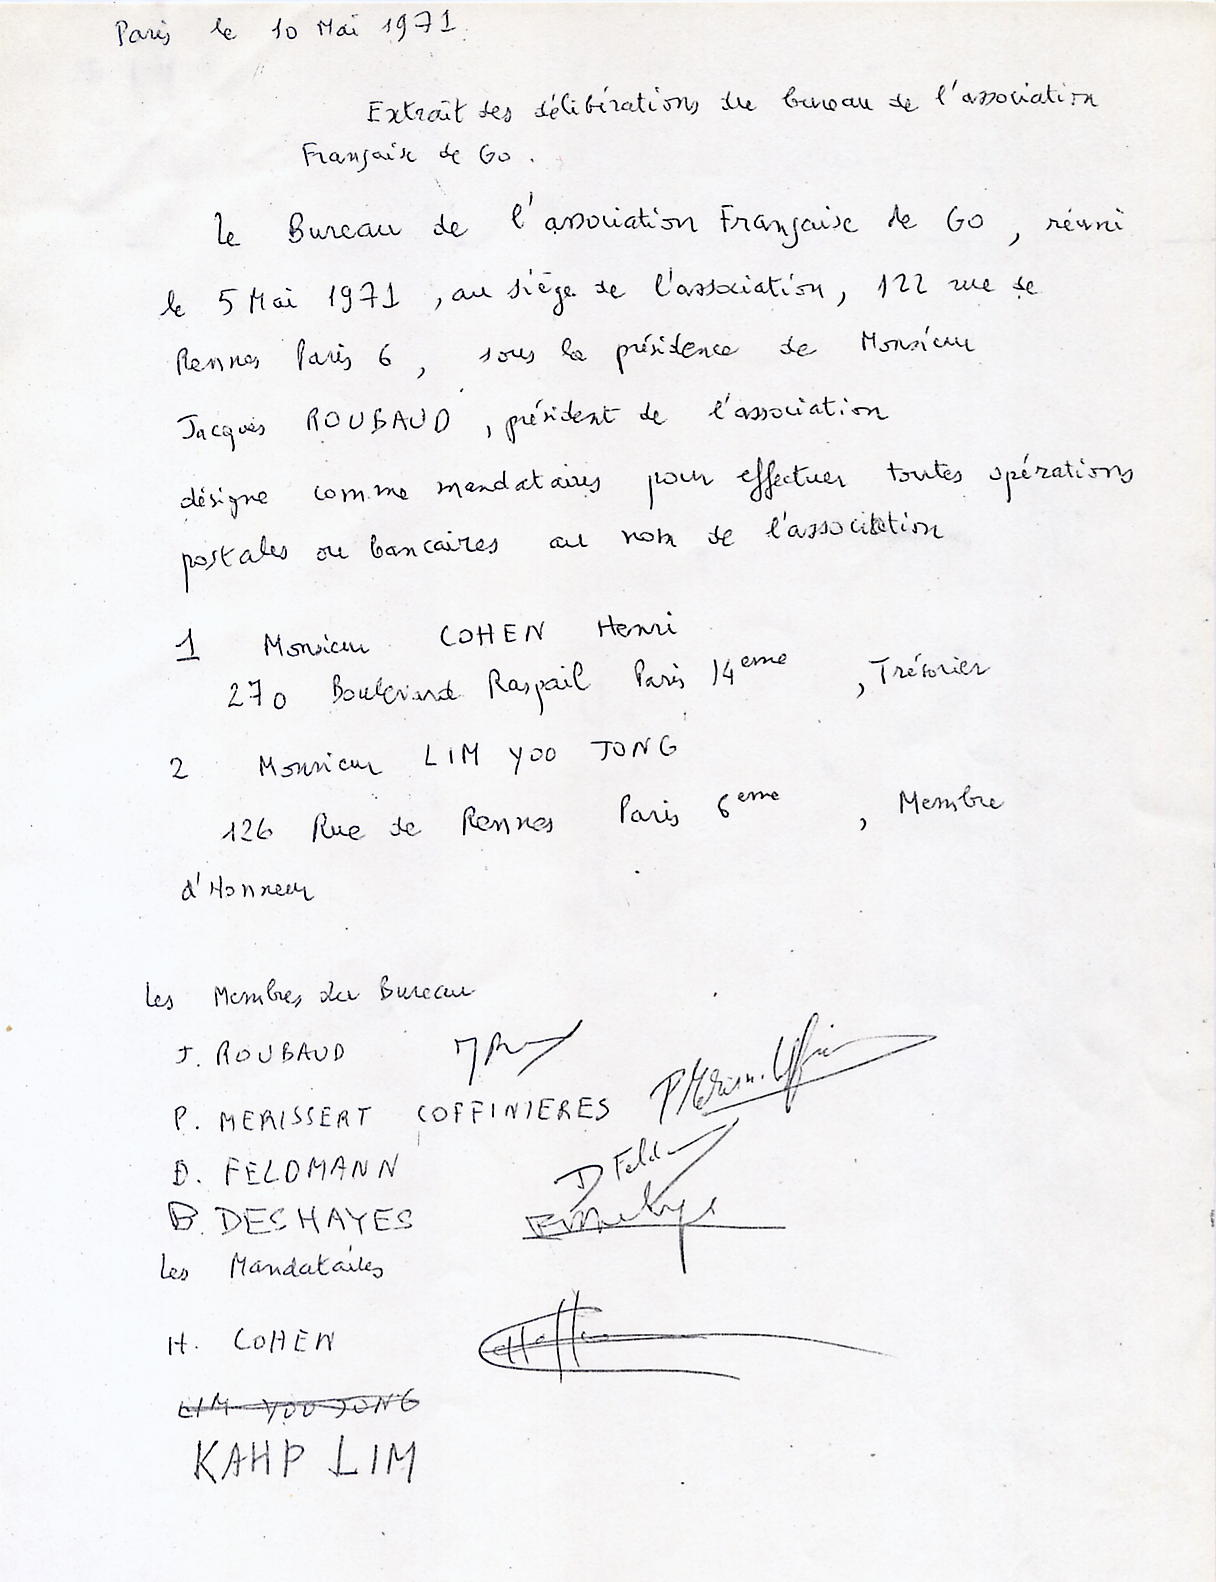 Paris le 10 Mai 1971
Extrait des délibérations du bureau de l'association
Française de Go.
Le Bureau de l'association Française de Go, réuni
le 5 Mai 1971, au siège de l'association, 122 rue de
Rennes Paris 6, sous la présidence de Monsieur
Jacques ROUBAUD, président de l'association
désigne comme mandataires pour effectuer toutes opérations
postales ou bancaires au nom de l'association
1 Monsieur COHEN Henri
270 Boulevard Raspail Paris 14eme, Trésorier
2 Monsieur LIM YOO JONG
126 Rue de Rennes Paris 6eme, Membre
d'Honneur
Les Membres du Bureau
J. ROUBAUD
P. MERISSERT COFFINIERES
D. FELDMANN
B. DESHAYES
Les Mandataires
H. COHEN
LIM YOO JONG
KAHP LIM